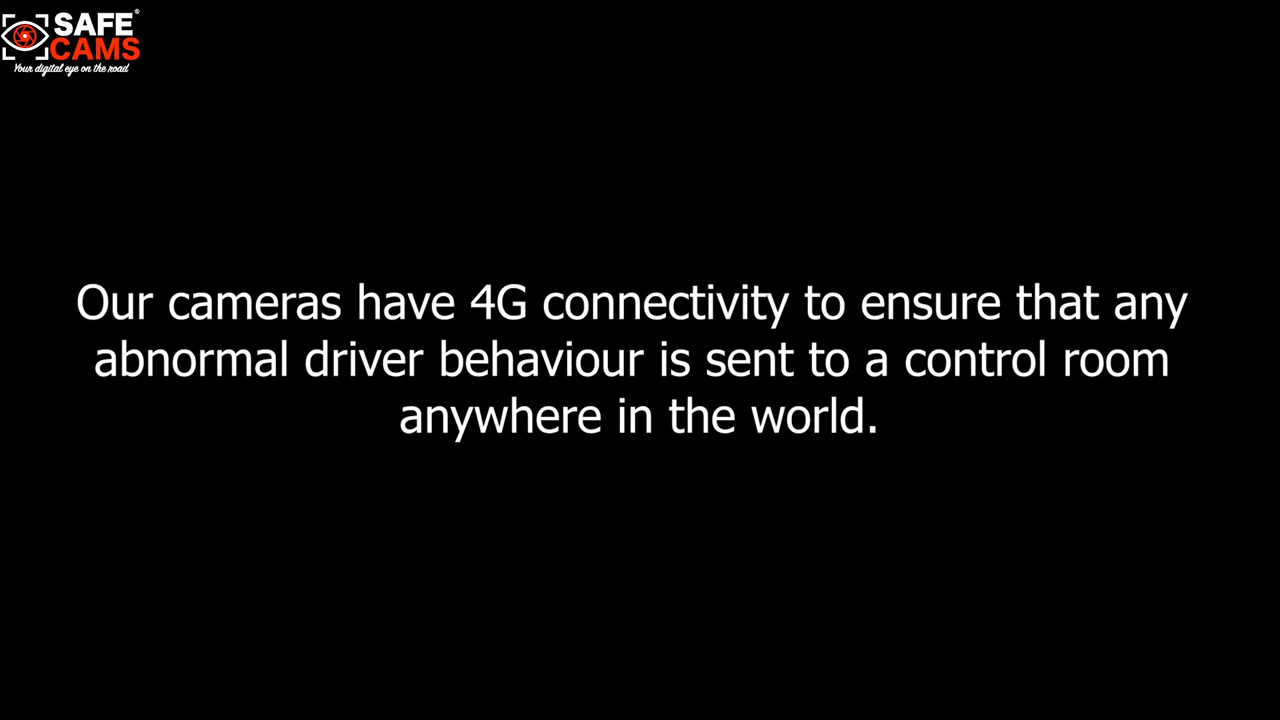 SAFE®
CAMS
Your digital eye on the road
Our cameras have 4G connectivity to ensure that any
abnormal driver behaviour is sent to a control room
anywhere in the world.